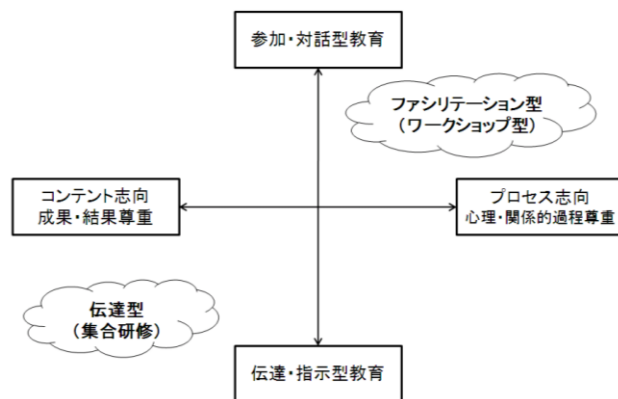 参加・対話型教育
ファシリテーション型
（ワークショップ型）
コンテント志向
成果・結果尊重
プロセス志向
心理・関係的過程尊重
伝達型
（集合研修）
伝達・指示型教育